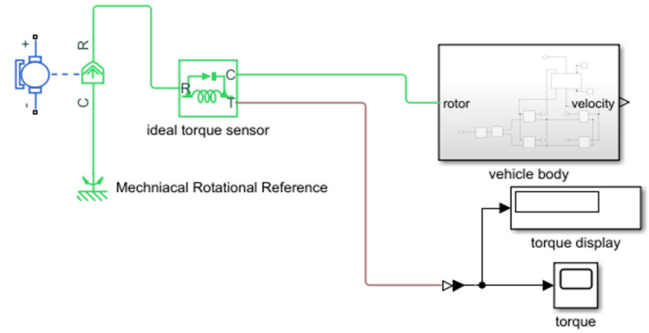 +
R
C
-
R
C
T
ideal torque sensor
rotor
velocity
vehicle body
Mechniacal Rotational Reference
torque display
torque